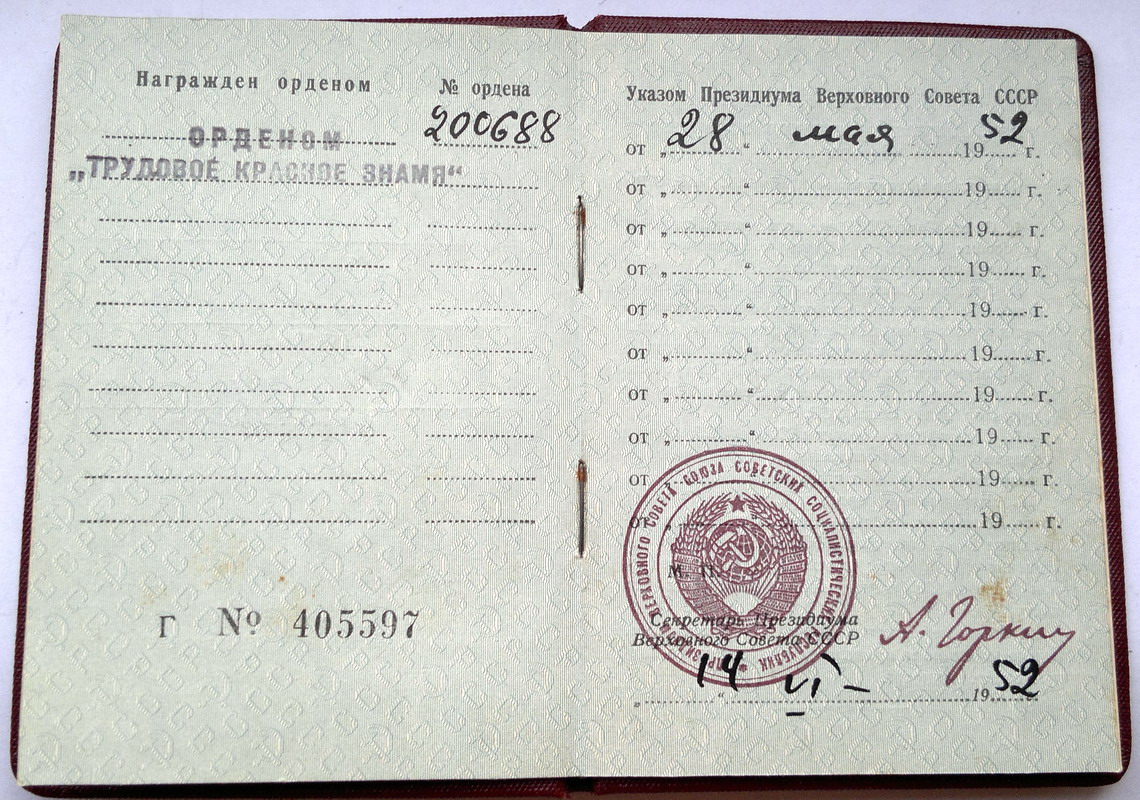 Награжден орденом
№ ордена
ОРДЕНОМ
200688
„ТРУДОВОЕ КРАСНОЕ ЗНАМЯ“
Г № 405597
Указом Президиума Верховного Совета СССР
от „28“ мая 1952 г.
от „ “ 19 г.
от „ “ 19 г.
от „ “ 19 г.
от „ “ 19 г.
от „ “ 19 г.
от „ “ 19 г.
от „ “ 19 г.
от „ “ 19 г.
от „ “ 19 г.
ПРЕЗИДИУМ ВЕРХОВНОГО СОВЕТА СОЮЗА СОВЕТСКИХ СОЦИАЛИСТИЧЕСКИХ РЕСПУБЛИК
М. П.
Секретарь Президиума
Верховного Совета СССР
А. Горкин
„14“ VI 1952